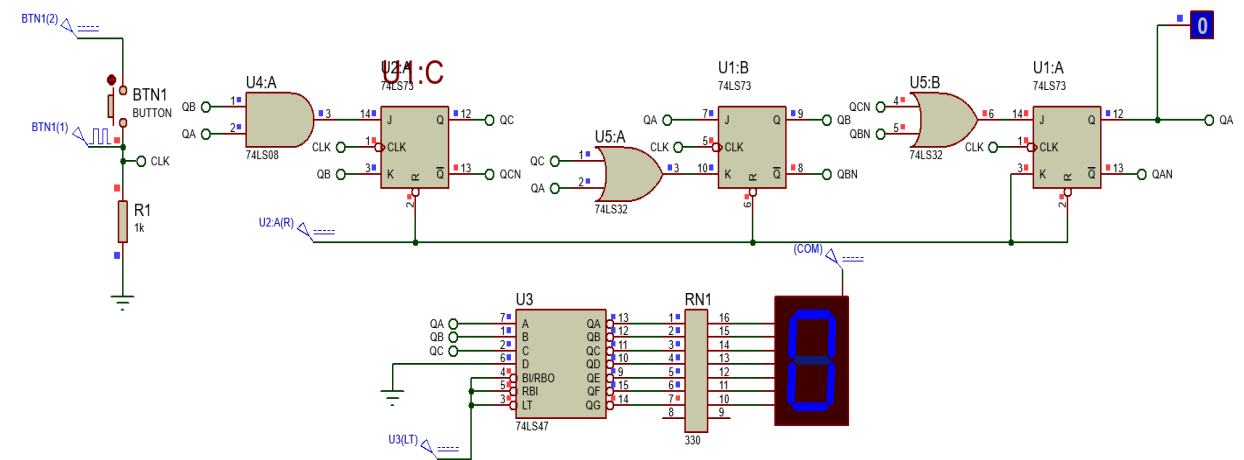 BTN1(2)
BTN1
BUTTON
BTN1(1)
CLK
R1
1k
U4:A
QB 1 3
QA 2
74LS08
U1:C
U2:A
74LS73
14 J Q 12 QC
CLK 1 CLK
QB 3 K Q 13 QCN
R
2
U2:A(R)
U5:A
QC 1 3
QA 2
74LS32
U1:B
74LS73
QA 7 J Q 9 QB
CLK 5 CLK
10 K Q 8 QBN
R
6
U5:B
QCN 4 6
QBN 5
74LS32
U1:A
74LS73
14 J Q 12 QA
CLK 1 CLK
3 K Q 13 QAN
R
2
0
(COM)
U3
QA 7 A QA 13
QB 1 B QB 12
QC 2 C QC 11
6 D QD 10
4 BI/RBO QE 9
5 RBI QF 15
3 LT QG 14
74LS47
U3(LT)
RN1
1 16
2 15
3 14
4 13
5 12
6 11
7 10
8 9
330
0